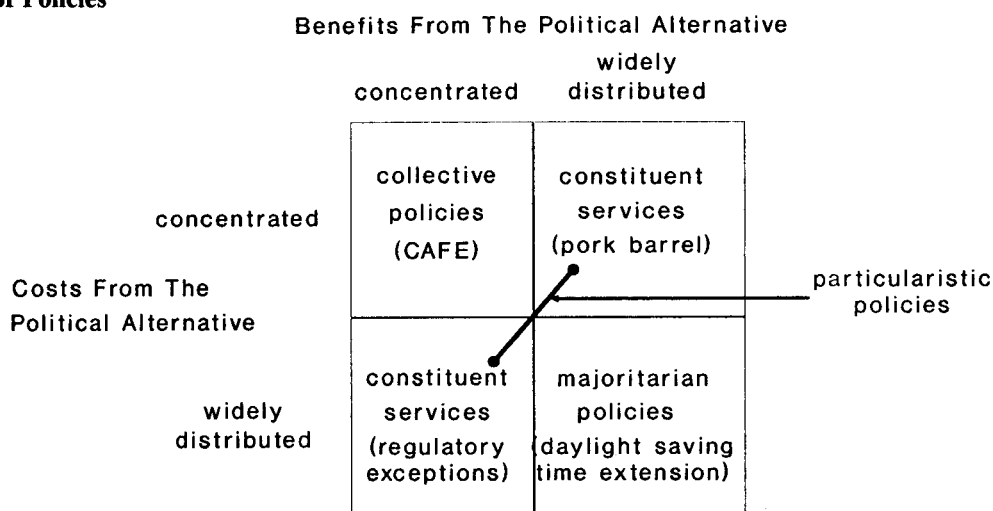 or Policies
Benefits From The Political Alternative
widely
concentrated distributed
collective
policies
(CAFE)
constituent
services
(pork barrel)
concentrated
Costs From The
Political Alternative
particularistic
policies
constituent
services
(regulatory
exceptions)
majoritarian
policies
(daylight saving
time extension)
widely
distributed